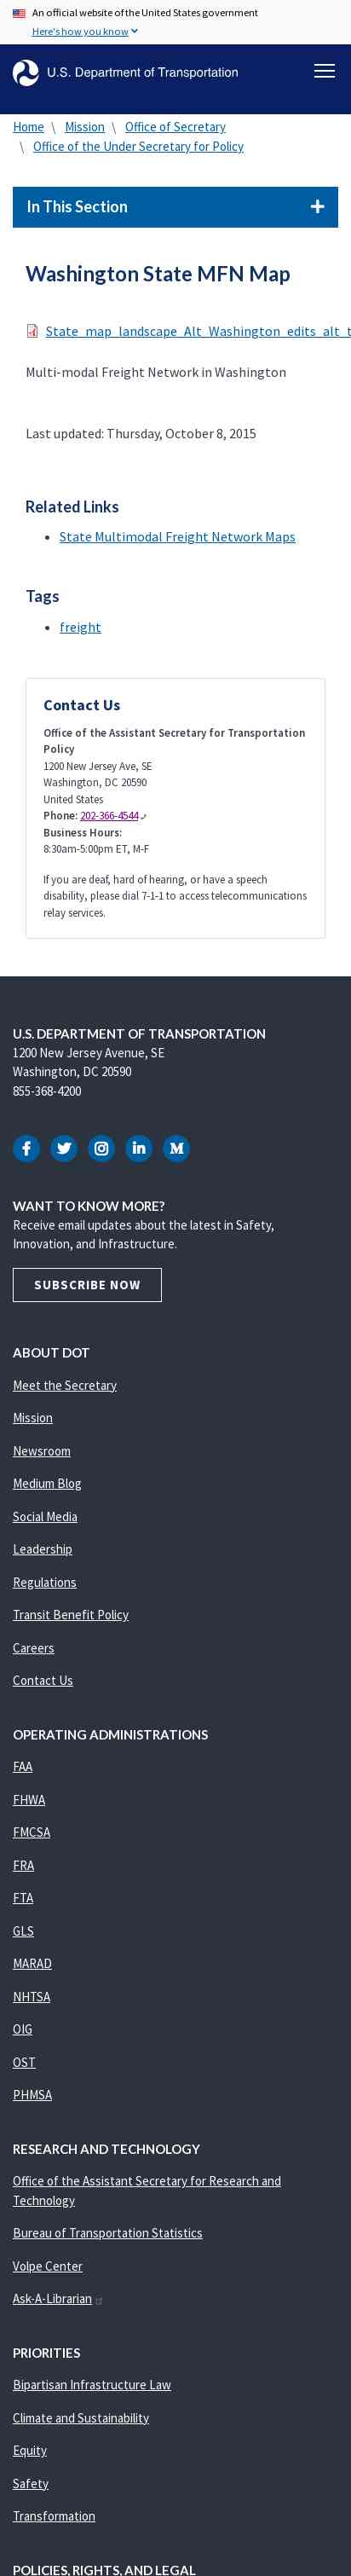 An official website of the United States government
Here's how you know
U.S. Department of Transportation
Home \ Mission \ Office of Secretary
\ Office of the Under Secretary for Policy
In This Section
Washington State MFN Map
State_map_landscape_Alt_Washington_edits_alt_t
Multi-modal Freight Network in Washington
Last updated: Thursday, October 8, 2015
Related Links
• State Multimodal Freight Network Maps
Tags
• freight
Contact Us
Office of the Assistant Secretary for Transportation
Policy
1200 New Jersey Ave, SE
Washington, DC 20590
United States
Phone: 202-366-4544
Business Hours:
8:30am-5:00pm ET, M-F
If you are deaf, hard of hearing, or have a speech
disability, please dial 7-1-1 to access telecommunications
relay services.
U.S. DEPARTMENT OF TRANSPORTATION
1200 New Jersey Avenue, SE
Washington, DC 20590
855-368-4200
WANT TO KNOW MORE?
Receive email updates about the latest in Safety,
Innovation, and Infrastructure.
SUBSCRIBE NOW
ABOUT DOT
Meet the Secretary
Mission
Newsroom
Medium Blog
Social Media
Leadership
Regulations
Transit Benefit Policy
Careers
Contact Us
OPERATING ADMINISTRATIONS
FAA
FHWA
FMCSA
FRA
FTA
GLS
MARAD
NHTSA
OIG
OST
PHMSA
RESEARCH AND TECHNOLOGY
Office of the Assistant Secretary for Research and
Technology
Bureau of Transportation Statistics
Volpe Center
Ask-A-Librarian
PRIORITIES
Bipartisan Infrastructure Law
Climate and Sustainability
Equity
Safety
Transformation
POLICIES, RIGHTS, AND LEGAL